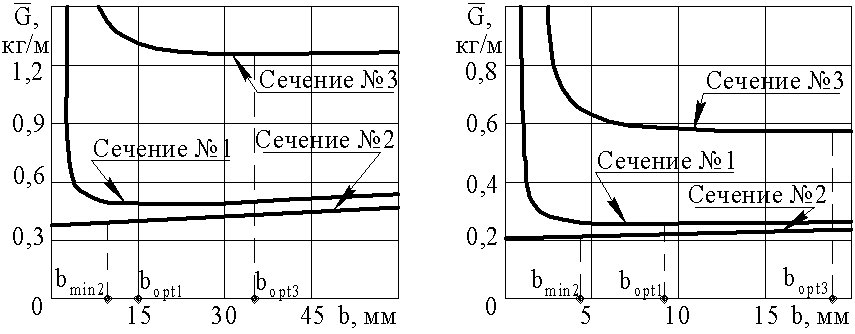 G̅,
кг/м
1,2
0,9
0,6
0,3
0
Сечение №3
Сечение №1
Сечение №2
b min2
b opt1
b opt3
15
30
45
b, мм
G̅,
кг/м
0,8
0,6
0,4
0,2
0
Сечение №3
Сечение №1
Сечение №2
b min2
b opt1
b opt3
5
10
15
b, мм